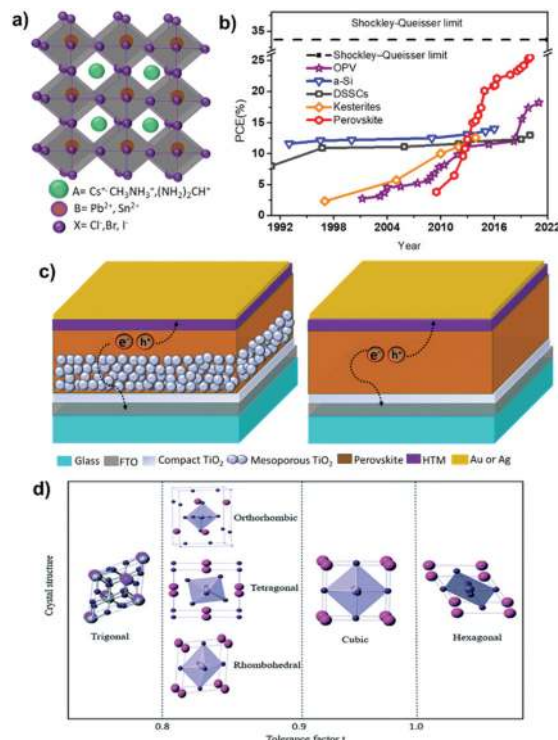 a)
A= Cs⁺ CH₃NH₃⁺,(NH₂)₂CH⁺
B= Pb²⁺, Sn²⁺
X= Cl⁻,Br, I⁻
b)
Shockley-Queisser limit
Shockley–Queisser limit
OPV
a-Si
DSSCs
Kesterites
Perovskite
PCE(%)
35
25
20
15
10
5
0
1992 1998 2004 2010 2016 2022
Year
c)
e⁻ h⁺
e⁻ h⁺
Glass FTO Compact TiO₂ Mesoporous TiO₂ Perovskite HTM Au or Ag
d)
Crystal structure
Orthorhombic
Tetragonal
Trigonal
Cubic
Hexagonal
Rhombohedral
0.8 0.9 1.0
Tolerance factor t